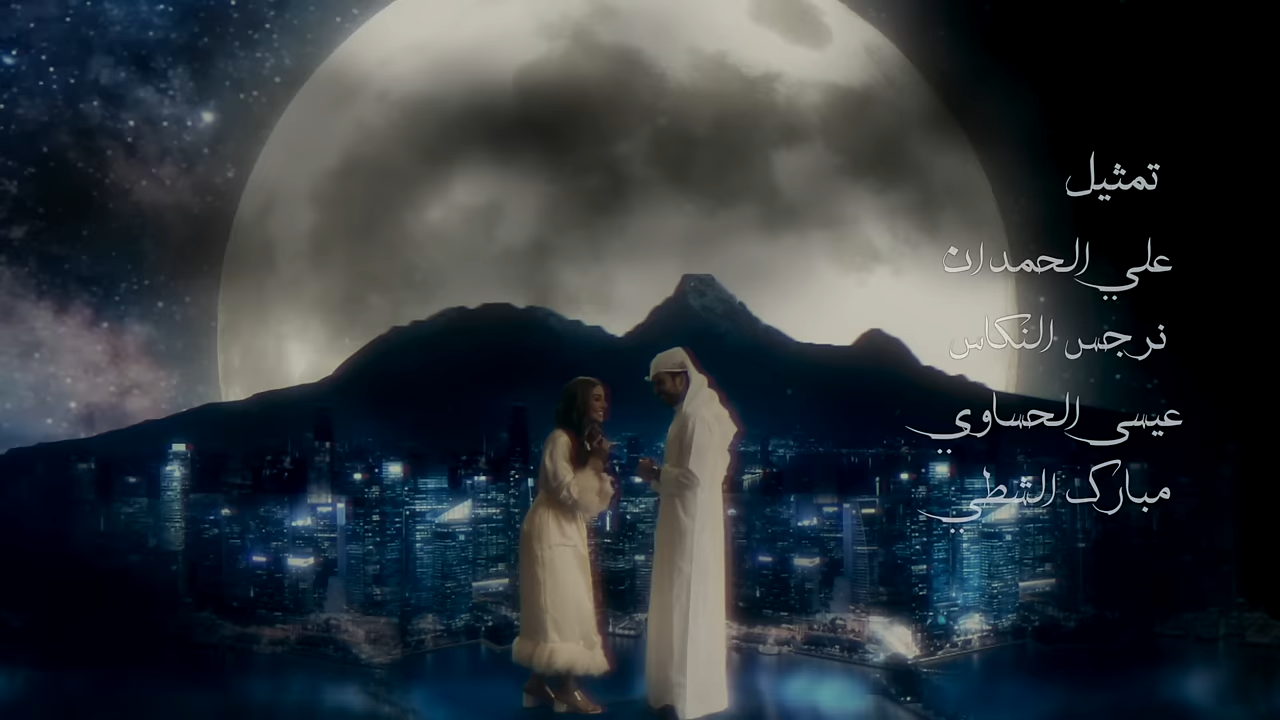 تمثيل
علي الحمدان
نرجس النكاس
عيسى الحساوي
مبارك الشطي